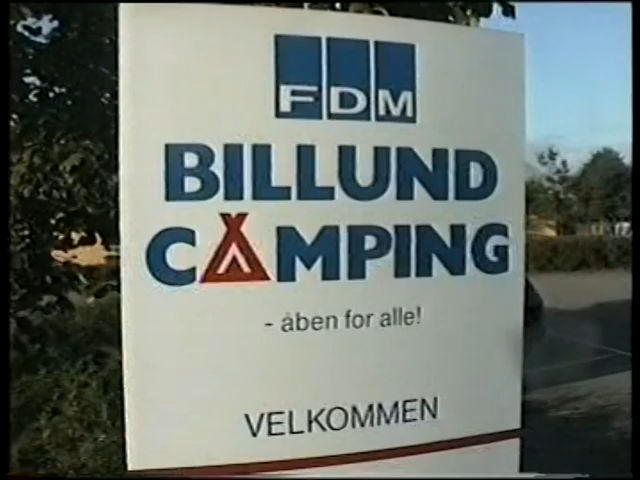 FDM
BILLUND
CAMPING
- åben for alle!
VELKOMMEN